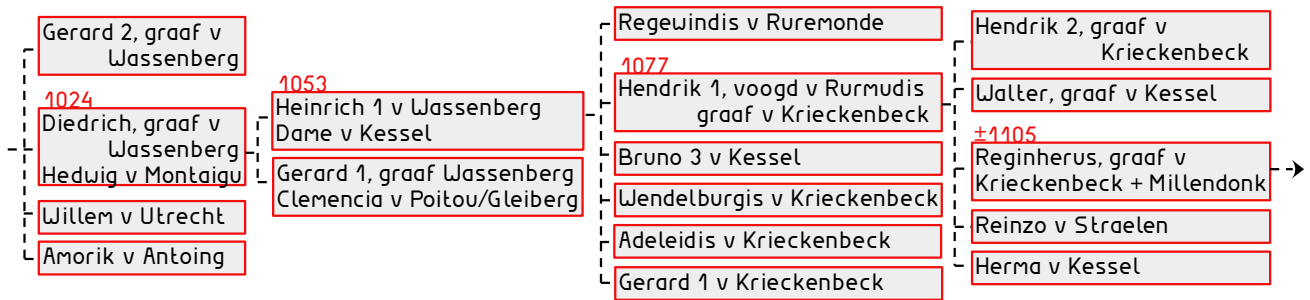 Gerard 2, graaf v
Wassenberg
1024
Diedrich, graaf v
Wassenberg
Hedwig v Montaigu
Willem v Utrecht
Amorik v Antoing
1053
Heinrich 1 v Wassenberg
Dame v Kessel
Gerard 1, graaf Wassenberg
Clemencia v Poitou/Gleiberg
Regewindis v Ruremonde
1077
Hendrik 1, voogd v Rurmudis
graaf v Krieckenbeck
Bruno 3 v Kessel
Wendelburgis v Krieckenbeck
Adeleidis v Krieckenbeck
Gerard 1 v Krieckenbeck
Hendrik 2, graaf v
Krieckenbeck
Walter, graaf v Kessel
±1105
Reginherus, graaf v
Krieckenbeck + Millendonk
Reinzo v Straelen
Herma v Kessel